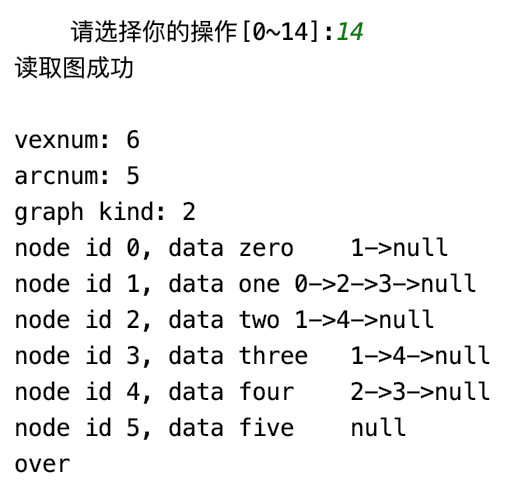 请选择你的操作[0~14]:14
读取图成功
vexnum: 6
arcnum: 5
graph kind: 2
node id 0, data zero    1->null
node id 1, data one 0->2->3->null
node id 2, data two 1->4->null
node id 3, data three   1->4->null
node id 4, data four    2->3->null
node id 5, data five    null
over